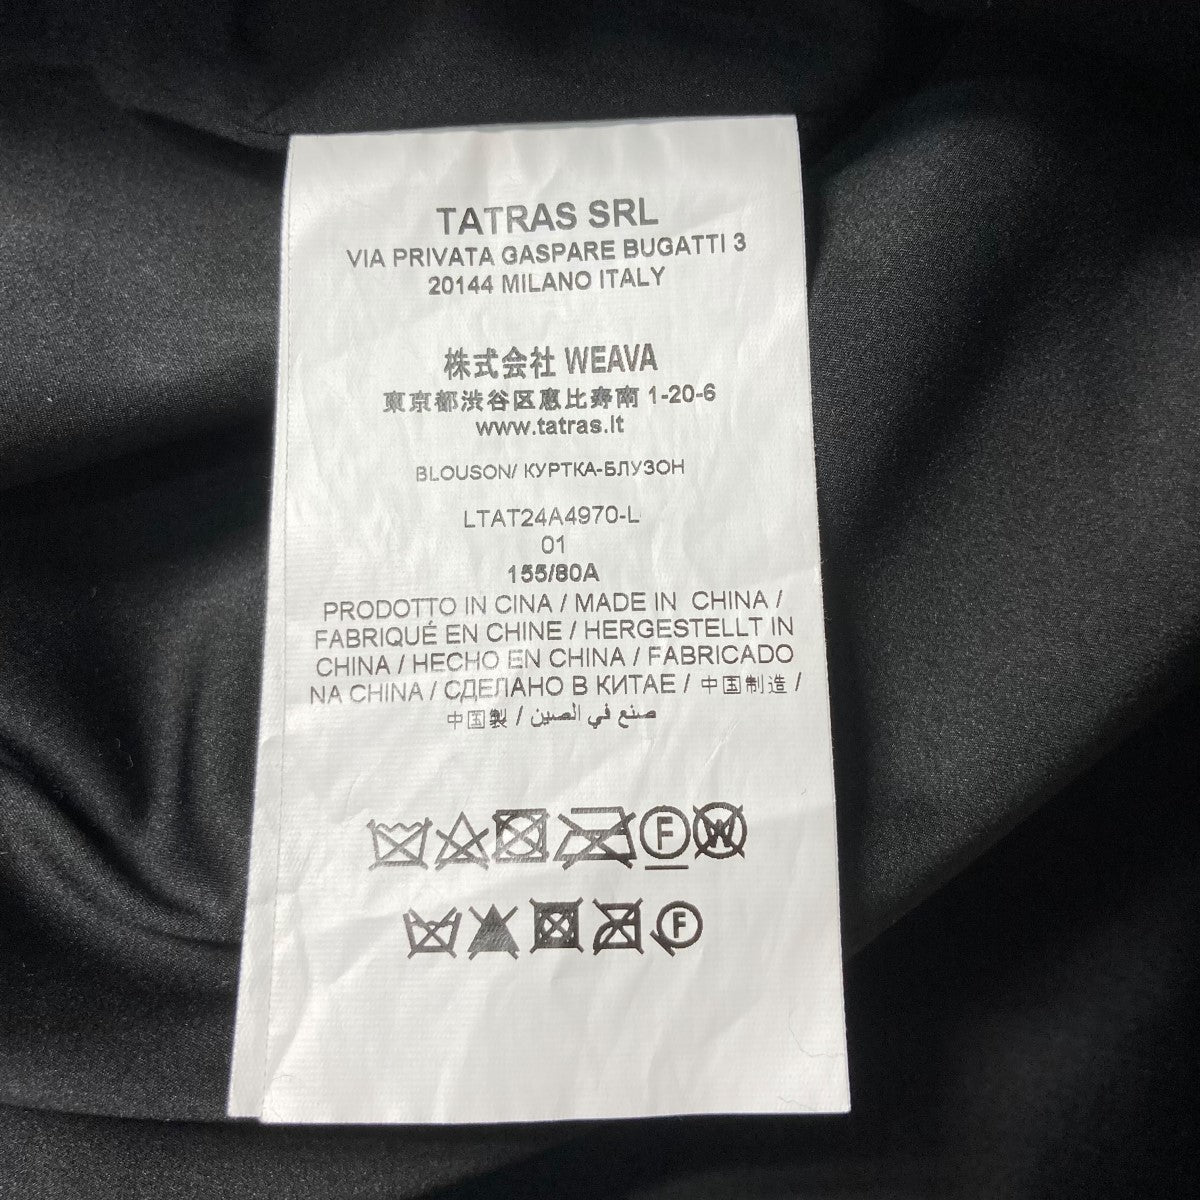 TATRAS SRL
VIA PRIVATA GASPARE BUGATTI 3
20144 MILANO ITALY
株式会社 WEAVA
東京都渋谷区恵比寿南 1-20-6
www.tatras.it
BLOUSON/ КУРТКА-БЛУЗОН
LTAT24A4970-L
01
155/80A
PRODOTTO IN CINA / MADE IN CHINA /
FABRIQUÉ EN CHINE / HERGESTELLT IN
CHINA / HECHO EN CHINA / FABRICADO
NA CHINA / СДЕЛАНО В КИТАЕ / 中国制造 /
中国製 / صنع في الصين
F W
F